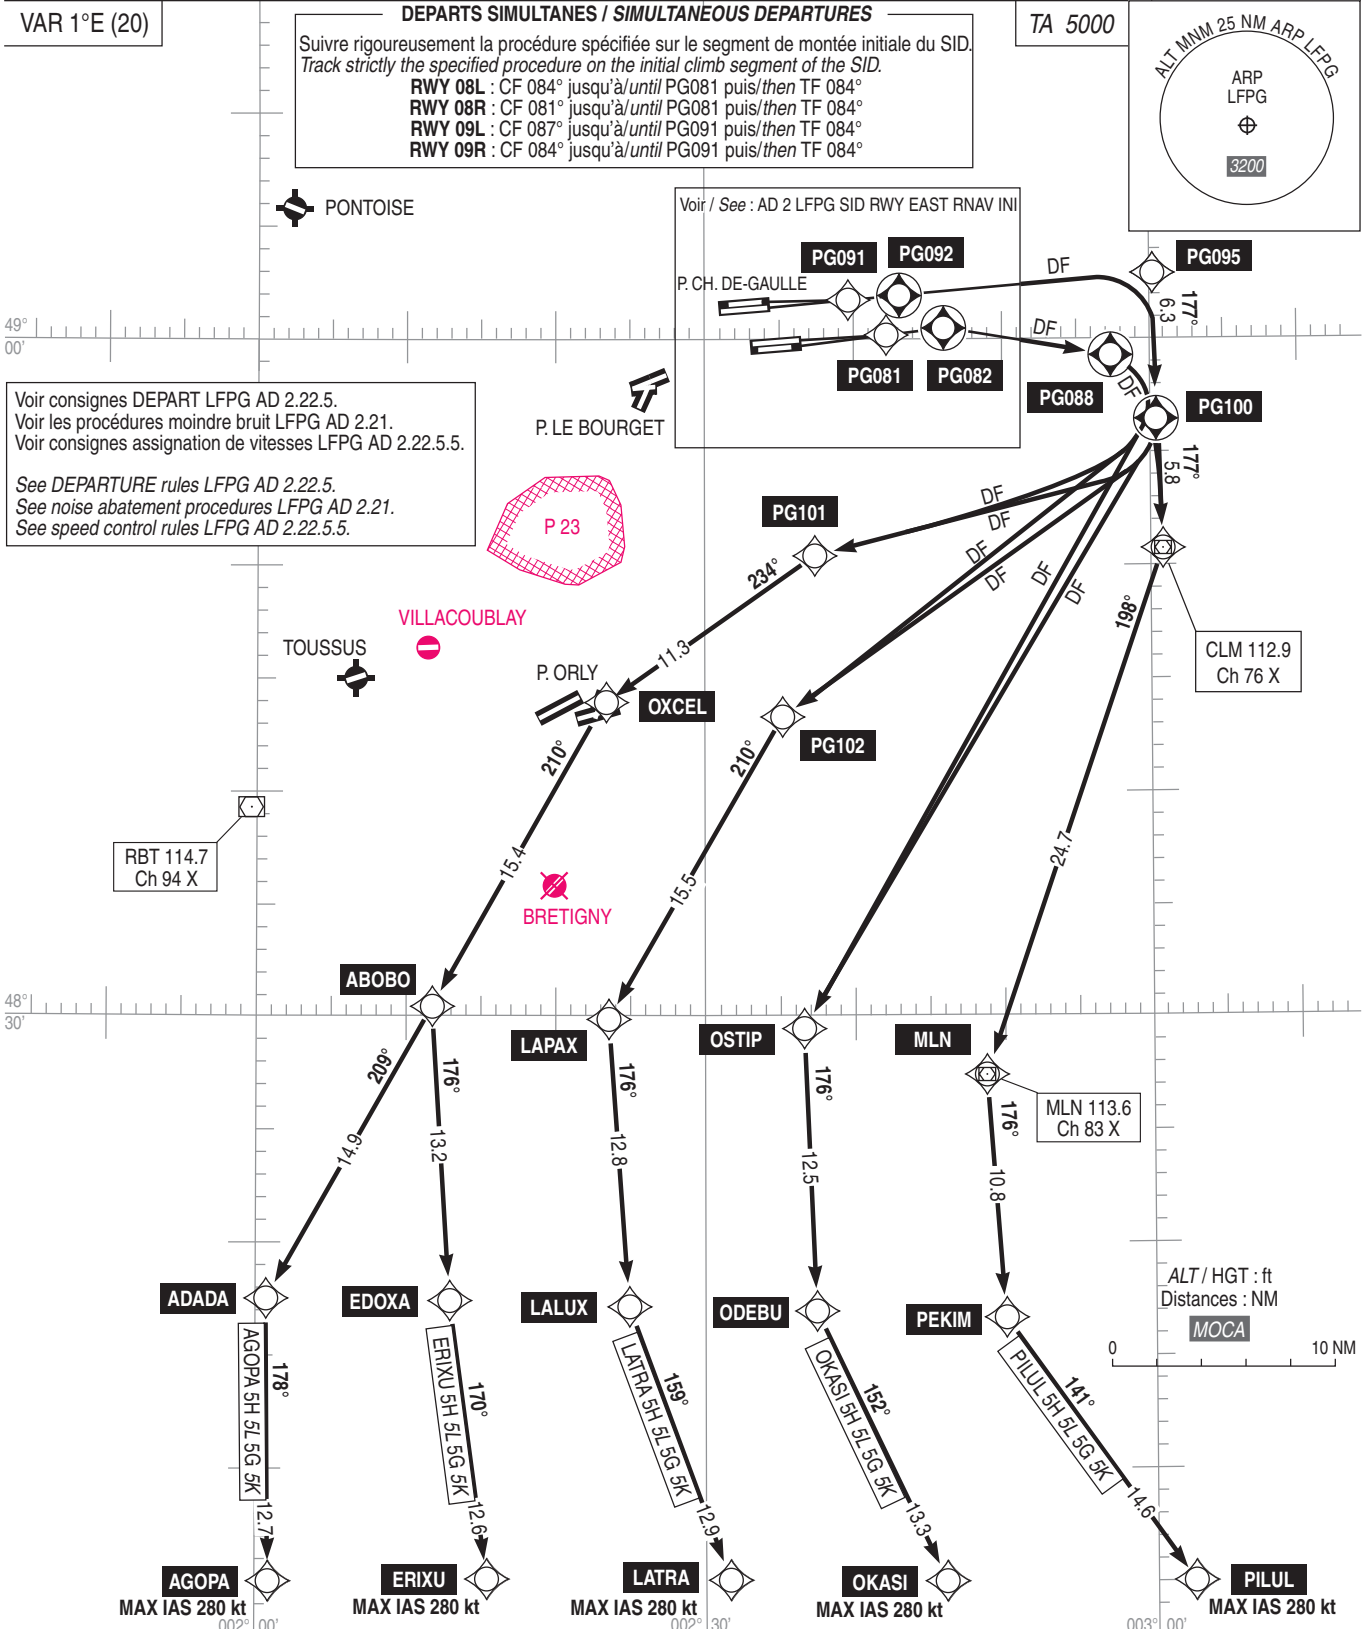 VAR 1°E (20)
DEPARTS SIMULTANES / SIMULTANEOUS DEPARTURES
Suivre rigoureusement la procédure spécifiée sur le segment de montée initiale du SID.
Track strictly the specified procedure on the initial climb segment of the SID.
RWY 08L : CF 084° jusqu'à/until PG081 puis/then TF 084°
RWY 08R : CF 081° jusqu'à/until PG081 puis/then TF 084°
RWY 09L : CF 087° jusqu'à/until PG091 puis/then TF 084°
RWY 09R : CF 084° jusqu'à/until PG091 puis/then TF 084°
TA 5000
ALT MNM 25 NM ARP LFPG
ARP
LFPG
3200
PONTOISE
Voir / See : AD 2 LFPG SID RWY EAST RNAV INI
PG091
PG092
DF
PG095
P. CH. DE-GAULLE
177°
6.3
49°
00'
DF
PG081
PG082
PG088
DF
PG100
Voir consignes DEPART LFPG AD 2.22.5.
Voir les procédures moindre bruit LFPG AD 2.21.
Voir consignes assignation de vitesses LFPG AD 2.22.5.5.
See DEPARTURE rules LFPG AD 2.22.5.
See noise abatement procedures LFPG AD 2.21.
See speed control rules LFPG AD 2.22.5.5.
P. LE BOURGET
177°
5.8
P 23
PG101
DF
DF
DF
DF
DF
DF
234°
198°
VILLACOUBLAY
TOUSSUS
11.3
CLM 112.9
Ch 76 X
P. ORLY
OXCEL
PG102
210°
210°
RBT 114.7
Ch 94 X
15.4
15.5
24.7
BRETIGNY
ABOBO
48°
30'
LAPAX
OSTIP
MLN
209°
176°
176°
176°
176°
MLN 113.6
Ch 83 X
14.9
13.2
12.8
12.5
10.8
ALT / HGT : ft
Distances : NM
MOCA
0
10 NM
ADADA
EDOXA
LALUX
ODEBU
PEKIM
AGOPA 5H 5L 5G 5K
178°
ERIXU 5H 5L 5G 5K
170°
LATRA 5H 5L 5G 5K
159°
OKASI 5H 5L 5G 5K
152°
PILUL 5H 5L 5G 5K
141°
12.7
12.6
12.9
13.3
14.6
AGOPA
MAX IAS 280 kt
ERIXU
MAX IAS 280 kt
LATRA
MAX IAS 280 kt
OKASI
MAX IAS 280 kt
PILUL
MAX IAS 280 kt
002° 00'
002° 30'
003° 00'